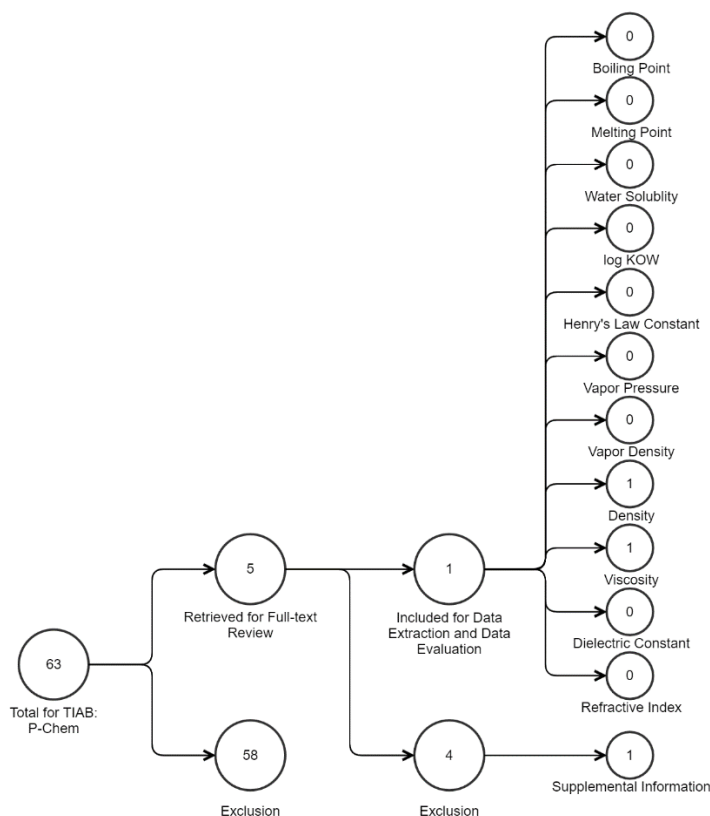 0
Boiling Point
0
Melting Point
0
Water Solublity
0
log KOW
0
Henry's Law Constant
0
Vapor Pressure
0
Vapor Density
1
Density
1
Viscosity
0
Dielectric Constant
0
Refractive Index
5
Retrieved for Full-text
Review
1
Included for Data
Extraction and Data
Evaluation
63
Total for TIAB:
P-Chem
58
Exclusion
4
Exclusion
1
Supplemental Information